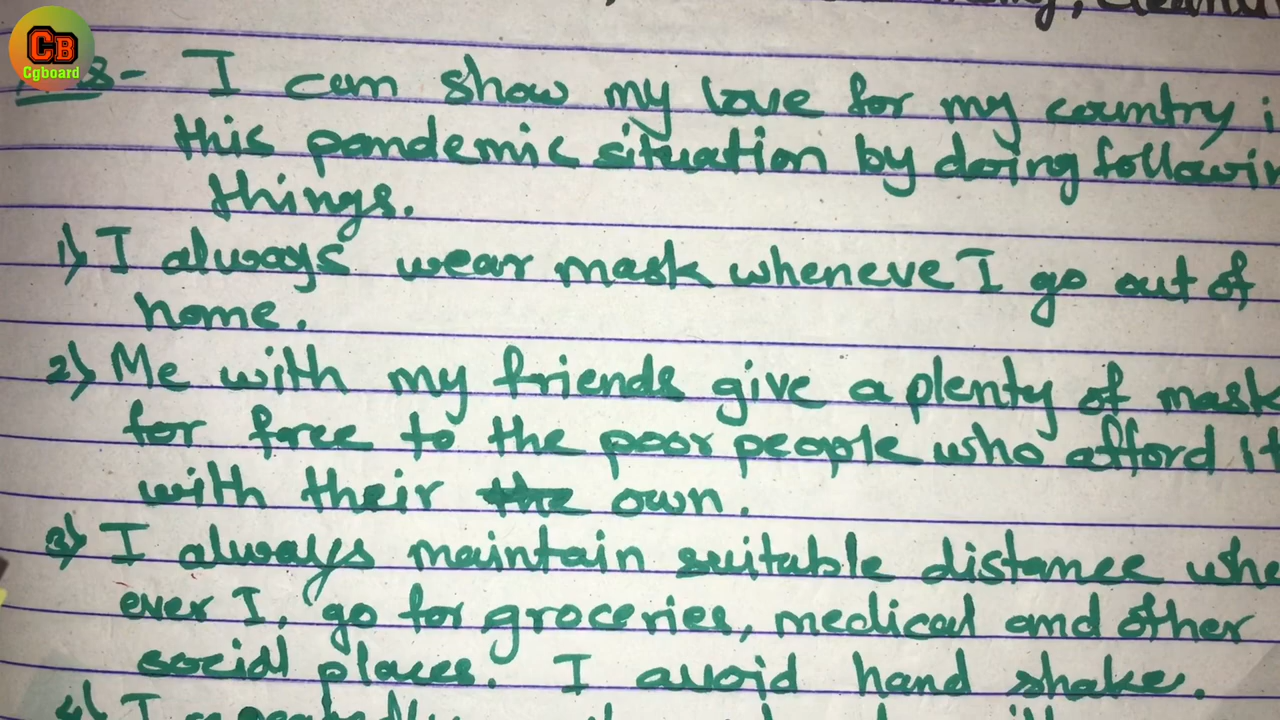 CB
Cgboard
I can show my love for my country i
this pandemic situation by doing followin
things.
1) I always wear mask wheneve I go out of
home.
2) Me with my friends give a plenty of mask
for free to the poor people who afford it
with their the own.
3) I always maintain suitable distance whe
ever I, go for groceries, medical and other
social places. I avoid hand shake.
4) I